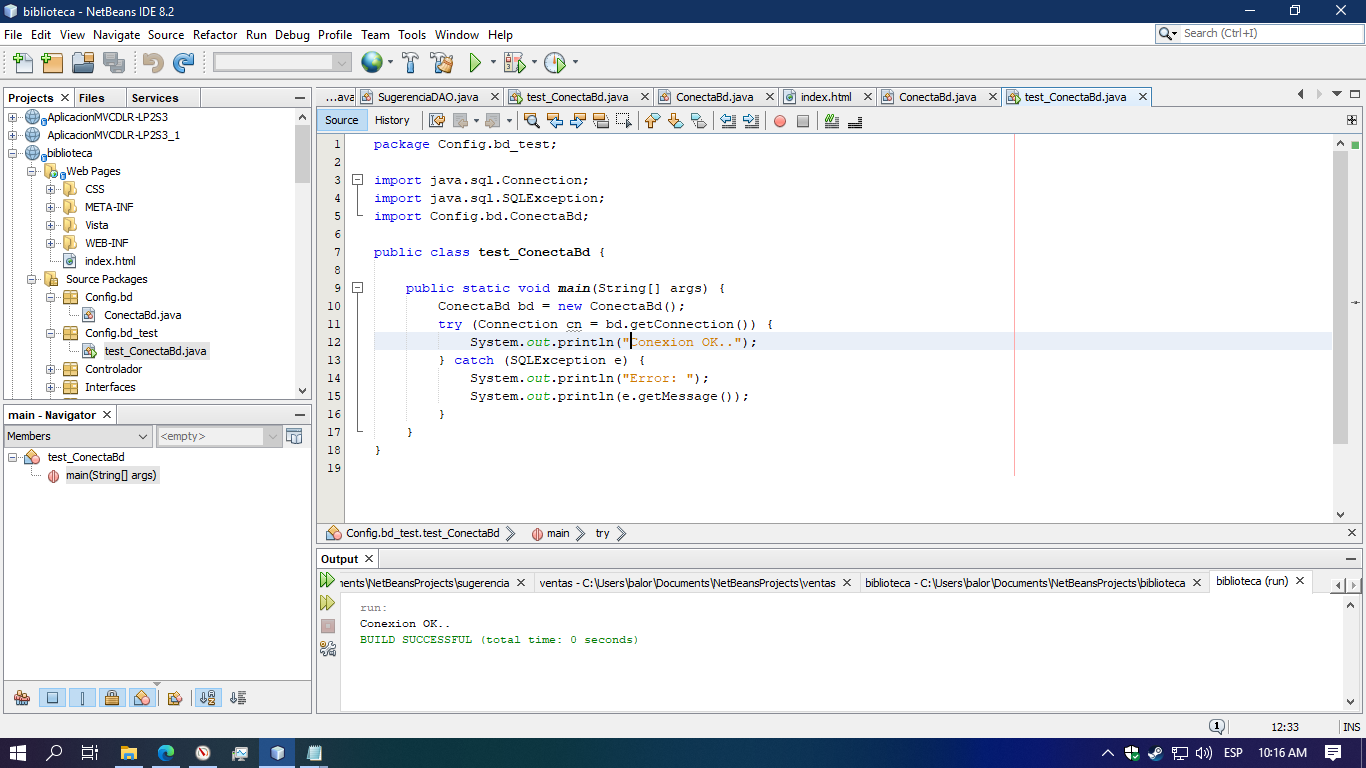 biblioteca - NetBeans IDE 8.2
File Edit View Navigate Source Refactor Run Debug Profile Team Tools Window Help
Search (Ctrl+I)
Projects Files Services
AplicacionMVCDLR-LP2S3
AplicacionMVCDLR-LP2S3_1
biblioteca
Web Pages
CSS
META-INF
Vista
WEB-INF
index.html
Source Packages
Config.bd
ConectaBd.java
Config.bd_test
test_ConectaBd.java
Controlador
Interfaces
main - Navigator
Members <empty>
test_ConectaBd
main(String[] args)
...ava SugerenciaDAO.java test_ConectaBd.java ConectaBd.java index.html ConectaBd.java test_ConectaBd.java
Source History
1 package Config.bd_test;
2
3 import java.sql.Connection;
4 import java.sql.SQLException;
5 import Config.bd.ConectaBd;
6
7 public class test_ConectaBd {
8
9 public static void main(String[] args) {
10 ConectaBd bd = new ConectaBd();
11 try (Connection cn = bd.getConnection()) {
12 System.out.println("Conexion OK..");
13 } catch (SQLException e) {
14 System.out.println("Error: ");
15 System.out.println(e.getMessage());
16 }
17 }
18 }
19
Config.bd_test.test_ConectaBd main try
Output
nents\NetBeansProjects\sugerencia ventas - C:\Users\balor\Documents\NetBeansProjects\ventas biblioteca - C:\Users\balor\Documents\NetBeansProjects\biblioteca biblioteca (run)
run:
Conexion OK..
BUILD SUCCESSFUL (total time: 0 seconds)
1 12:33 INS
ESP 10:16 AM